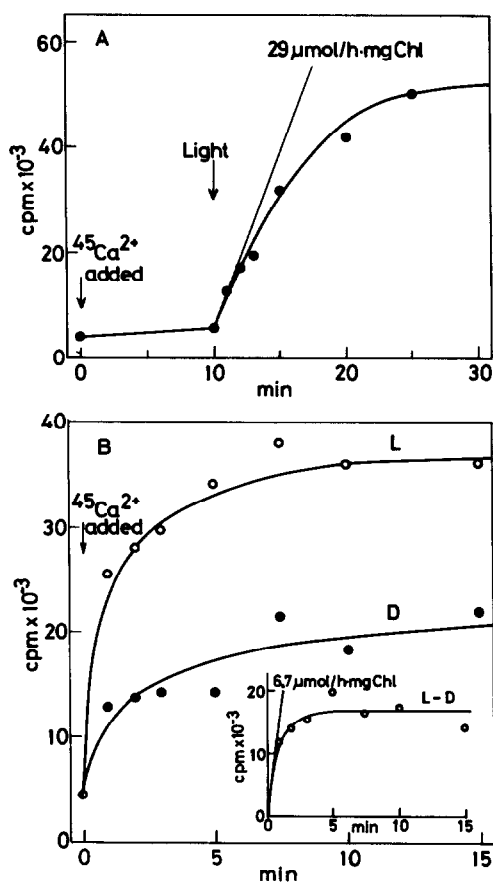 A
29 μmol/h·mgChl
Light
45Ca2+
added
cpm x 10-3
60
40
20
0
0
10
20
30
min
B
L
45Ca2+
added
D
cpm x 10-3
40
30
20
10
0
6,7 μmol/h·mgChl
L-D
cpm x 10-3
20
10
0
0
5
10
15
min
0
5
10
15
min